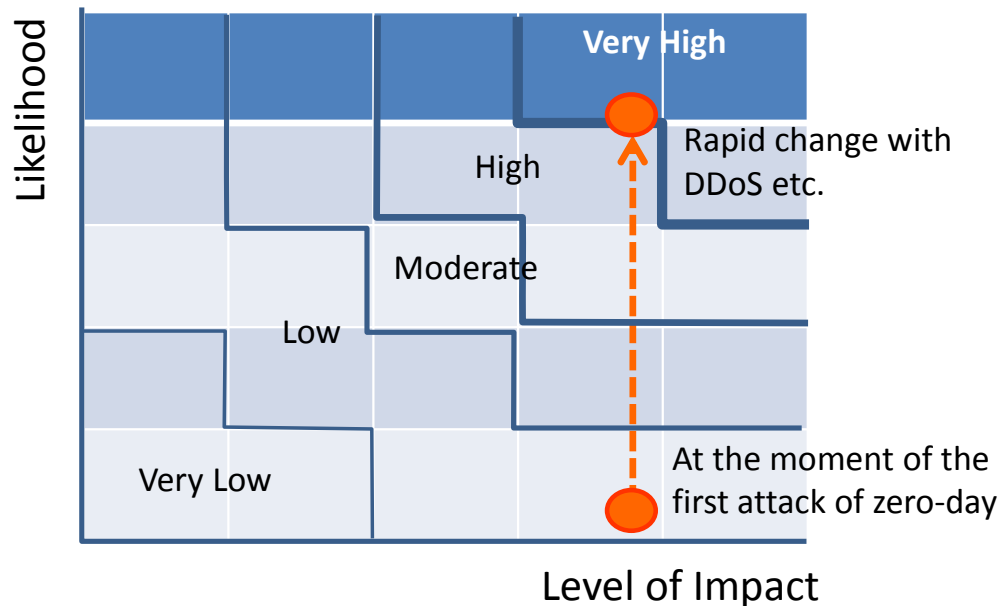 Likelihood
Very High
Rapid change with
DDoS etc.
High
Moderate
Low
Very Low
At the moment of the
first attack of zero-day
Level of Impact